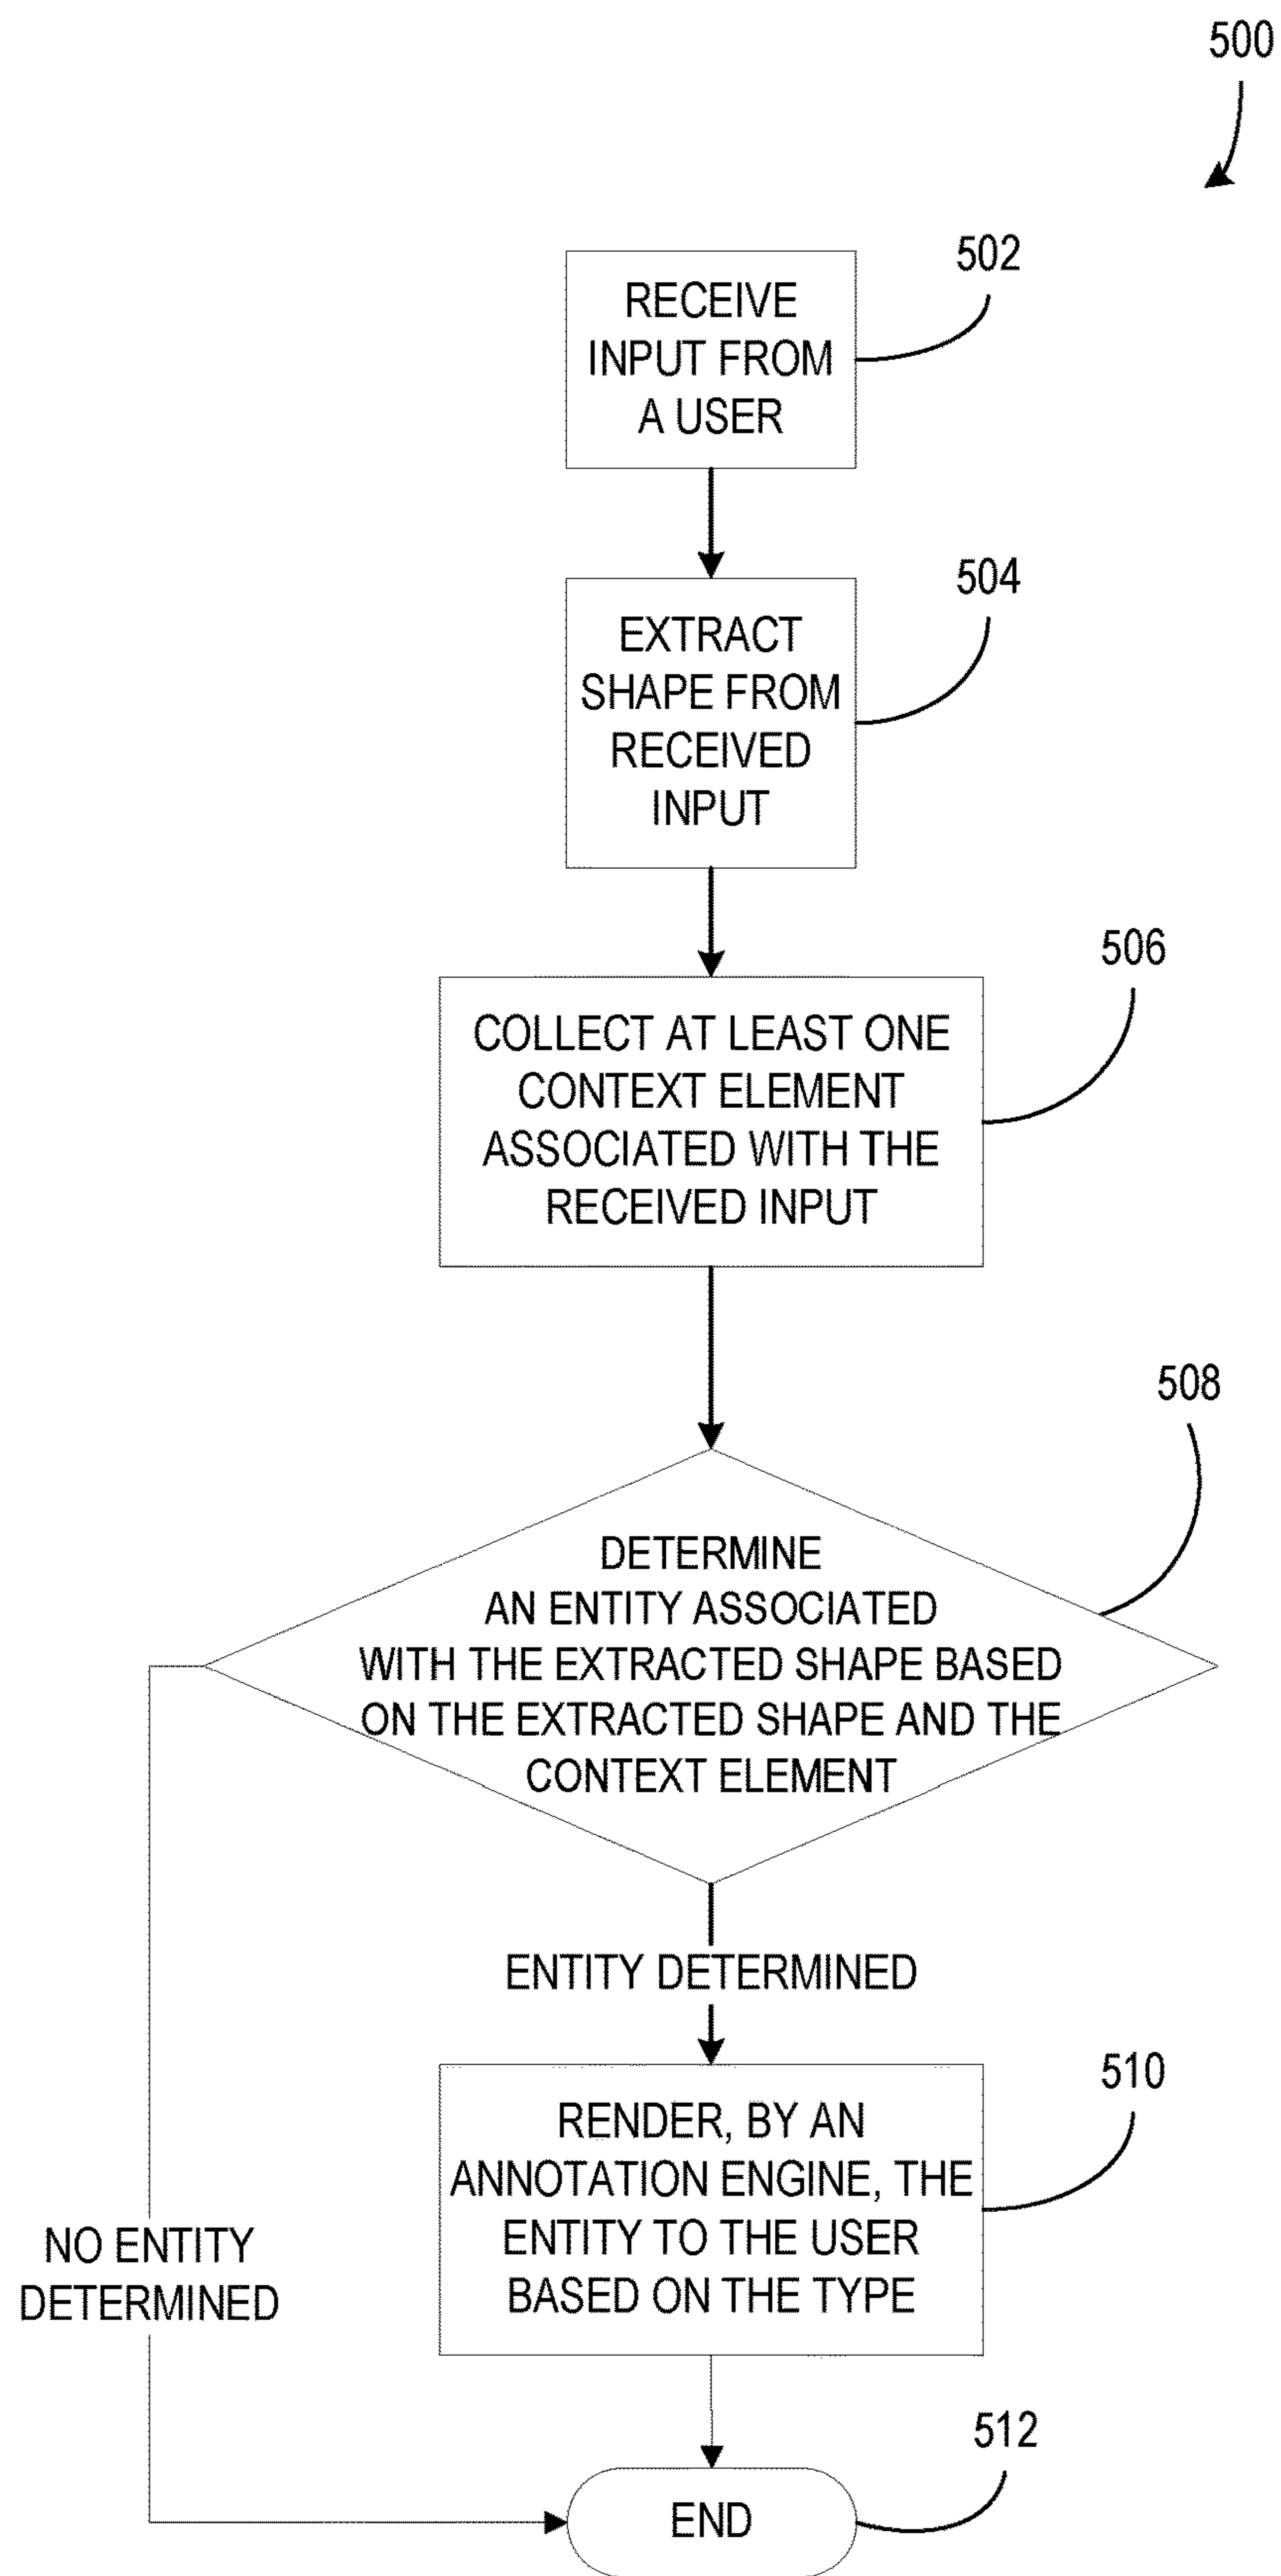 500
502
RECEIVE
INPUT FROM
A USER
504
EXTRACT
SHAPE FROM
RECEIVED
INPUT
506
COLLECT AT LEAST ONE
CONTEXT ELEMENT
ASSOCIATED WITH THE
RECEIVED INPUT
508
DETERMINE
AN ENTITY ASSOCIATED
WITH THE EXTRACTED SHAPE BASED
ON THE EXTRACTED SHAPE AND THE
CONTEXT ELEMENT
ENTITY DETERMINED
510
RENDER, BY AN
ANNOTATION ENGINE, THE
ENTITY TO THE USER
BASED ON THE TYPE
NO ENTITY
DETERMINED
512
END